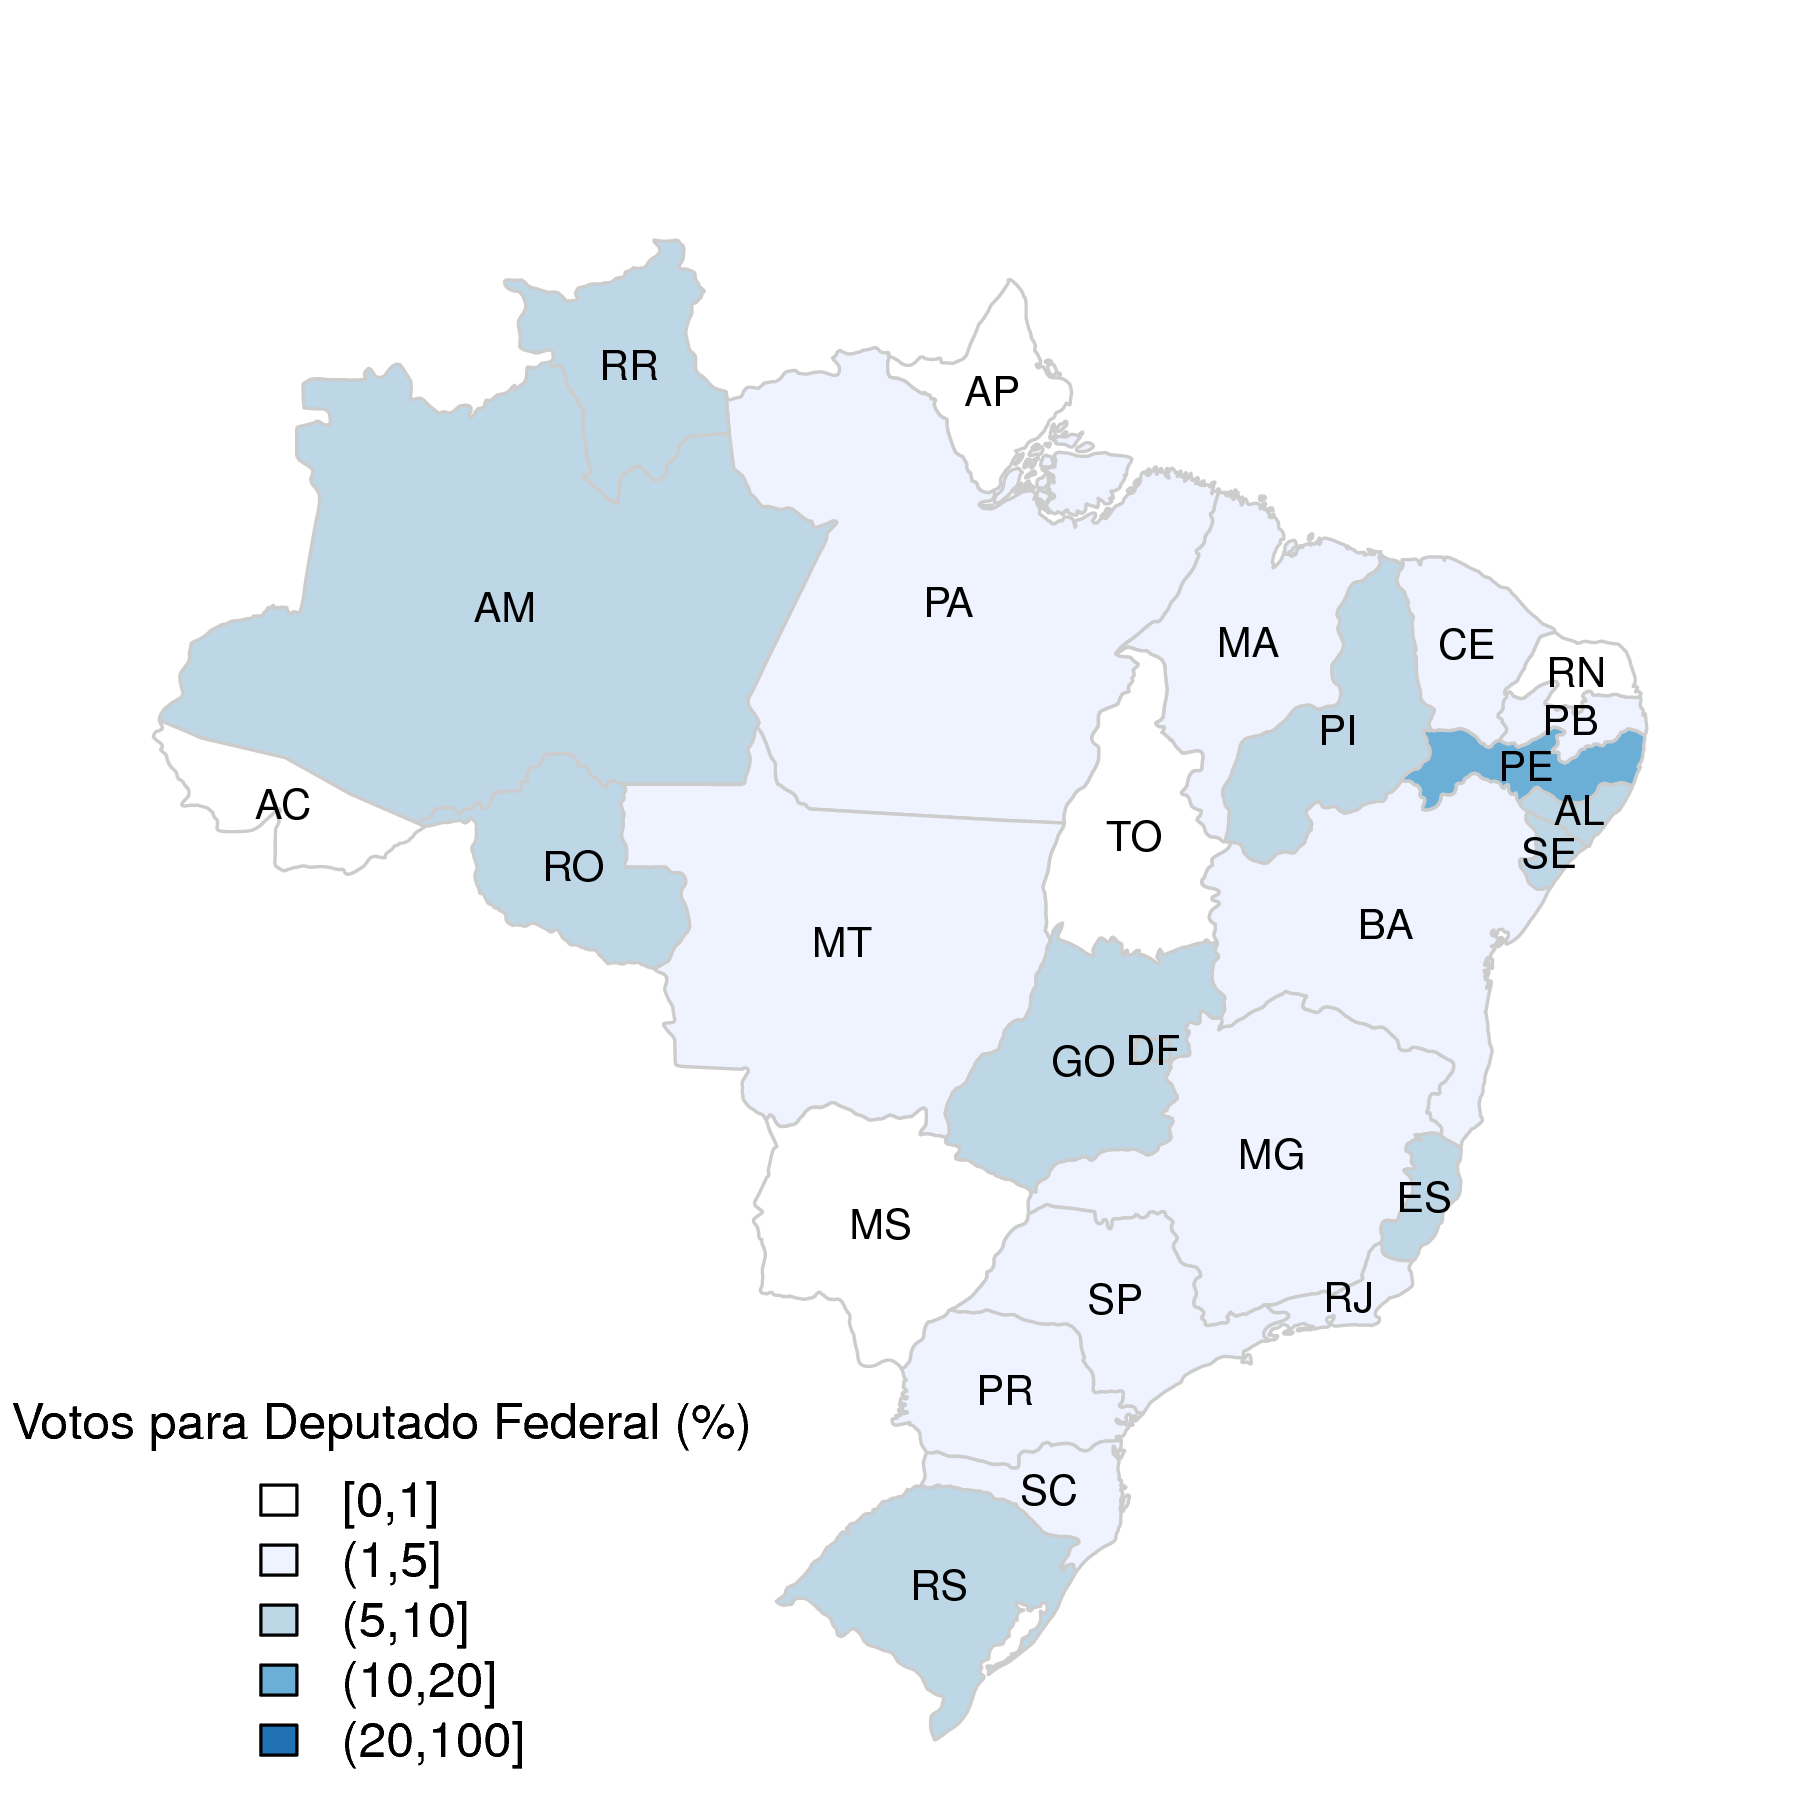 RR
AP
AM
PA
MA
CE
RN
PB
PI
PE
AC
AL
TO
SE
RO
BA
MT
GO
DF
MG
ES
MS
SP
RJ
PR
SC
RS
Votos para Deputado Federal (%)
[0,1]
(1,5]
(5,10]
(10,20]
(20,100]